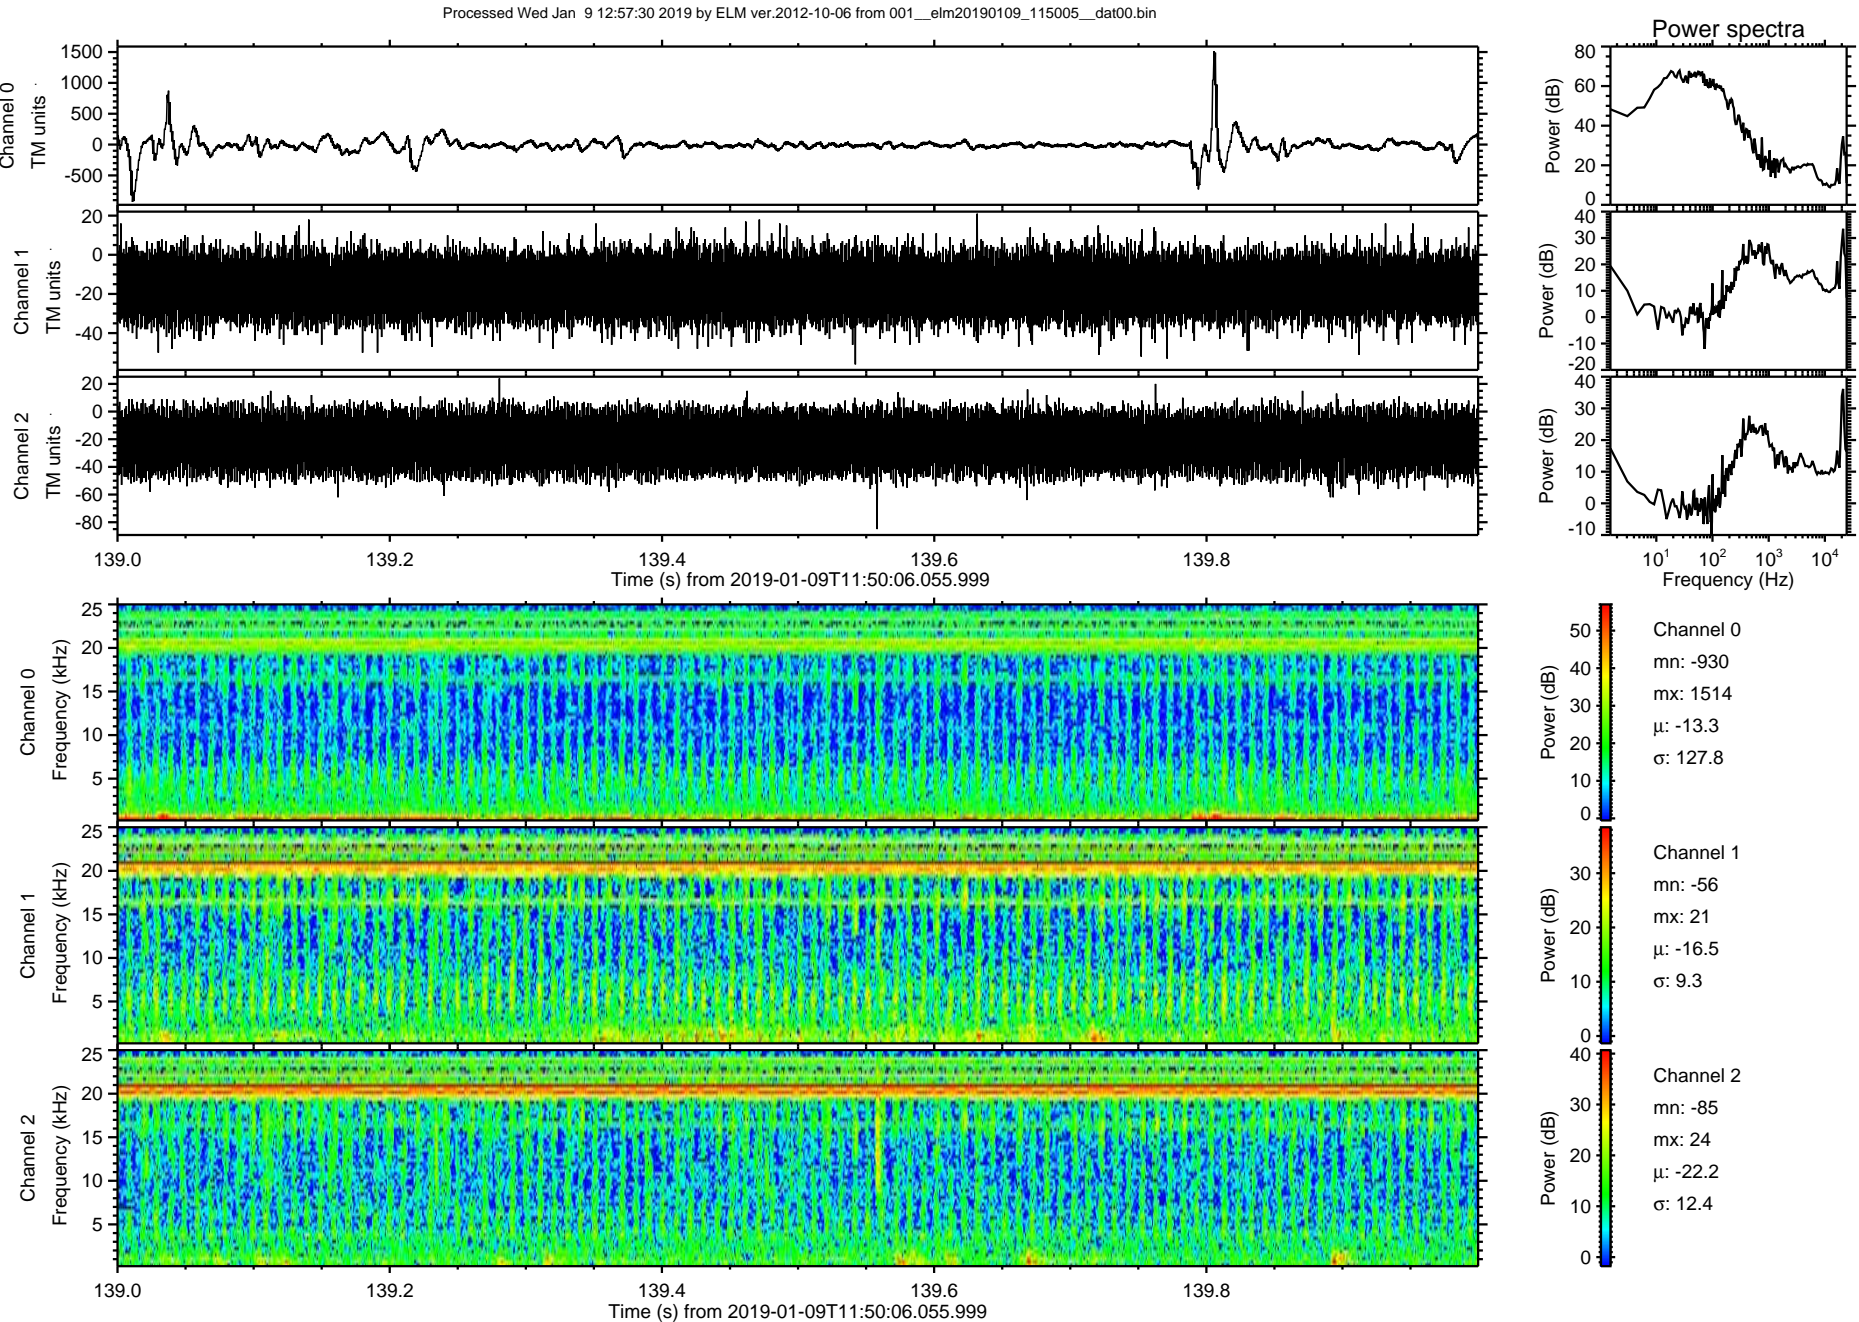 Processed Wed Jan  9 12:57:30 2019 by ELM ver.2012-10-06 from 001__elm20190109_115005__dat00.bin
Power spectra
Channel 0
TM units
1500
1000
500
0
-500
Power (dB)
80
60
40
20
0
Channel 1
TM units
20
0
-20
-40
Power (dB)
40
30
20
10
0
-10
-20
Channel 2
TM units
20
0
-20
-40
-60
-80
Power (dB)
40
30
20
10
0
-10
139.0 139.2 139.4 139.6 139.8
Time (s) from 2019-01-09T11:50:06.055.999
10^1 10^2 10^3 10^4
Frequency (Hz)
Channel 0
Frequency (kHz)
25
20
15
10
5
Power (dB)
50
40
30
20
10
0
Channel 0
mn: -930
mx: 1514
μ: -13.3
σ: 127.8
Channel 1
Frequency (kHz)
25
20
15
10
5
Power (dB)
30
20
10
0
Channel 1
mn: -56
mx: 21
μ: -16.5
σ: 9.3
Channel 2
Frequency (kHz)
25
20
15
10
5
Power (dB)
40
30
20
10
0
Channel 2
mn: -85
mx: 24
μ: -22.2
σ: 12.4
139.0 139.2 139.4 139.6 139.8
Time (s) from 2019-01-09T11:50:06.055.999